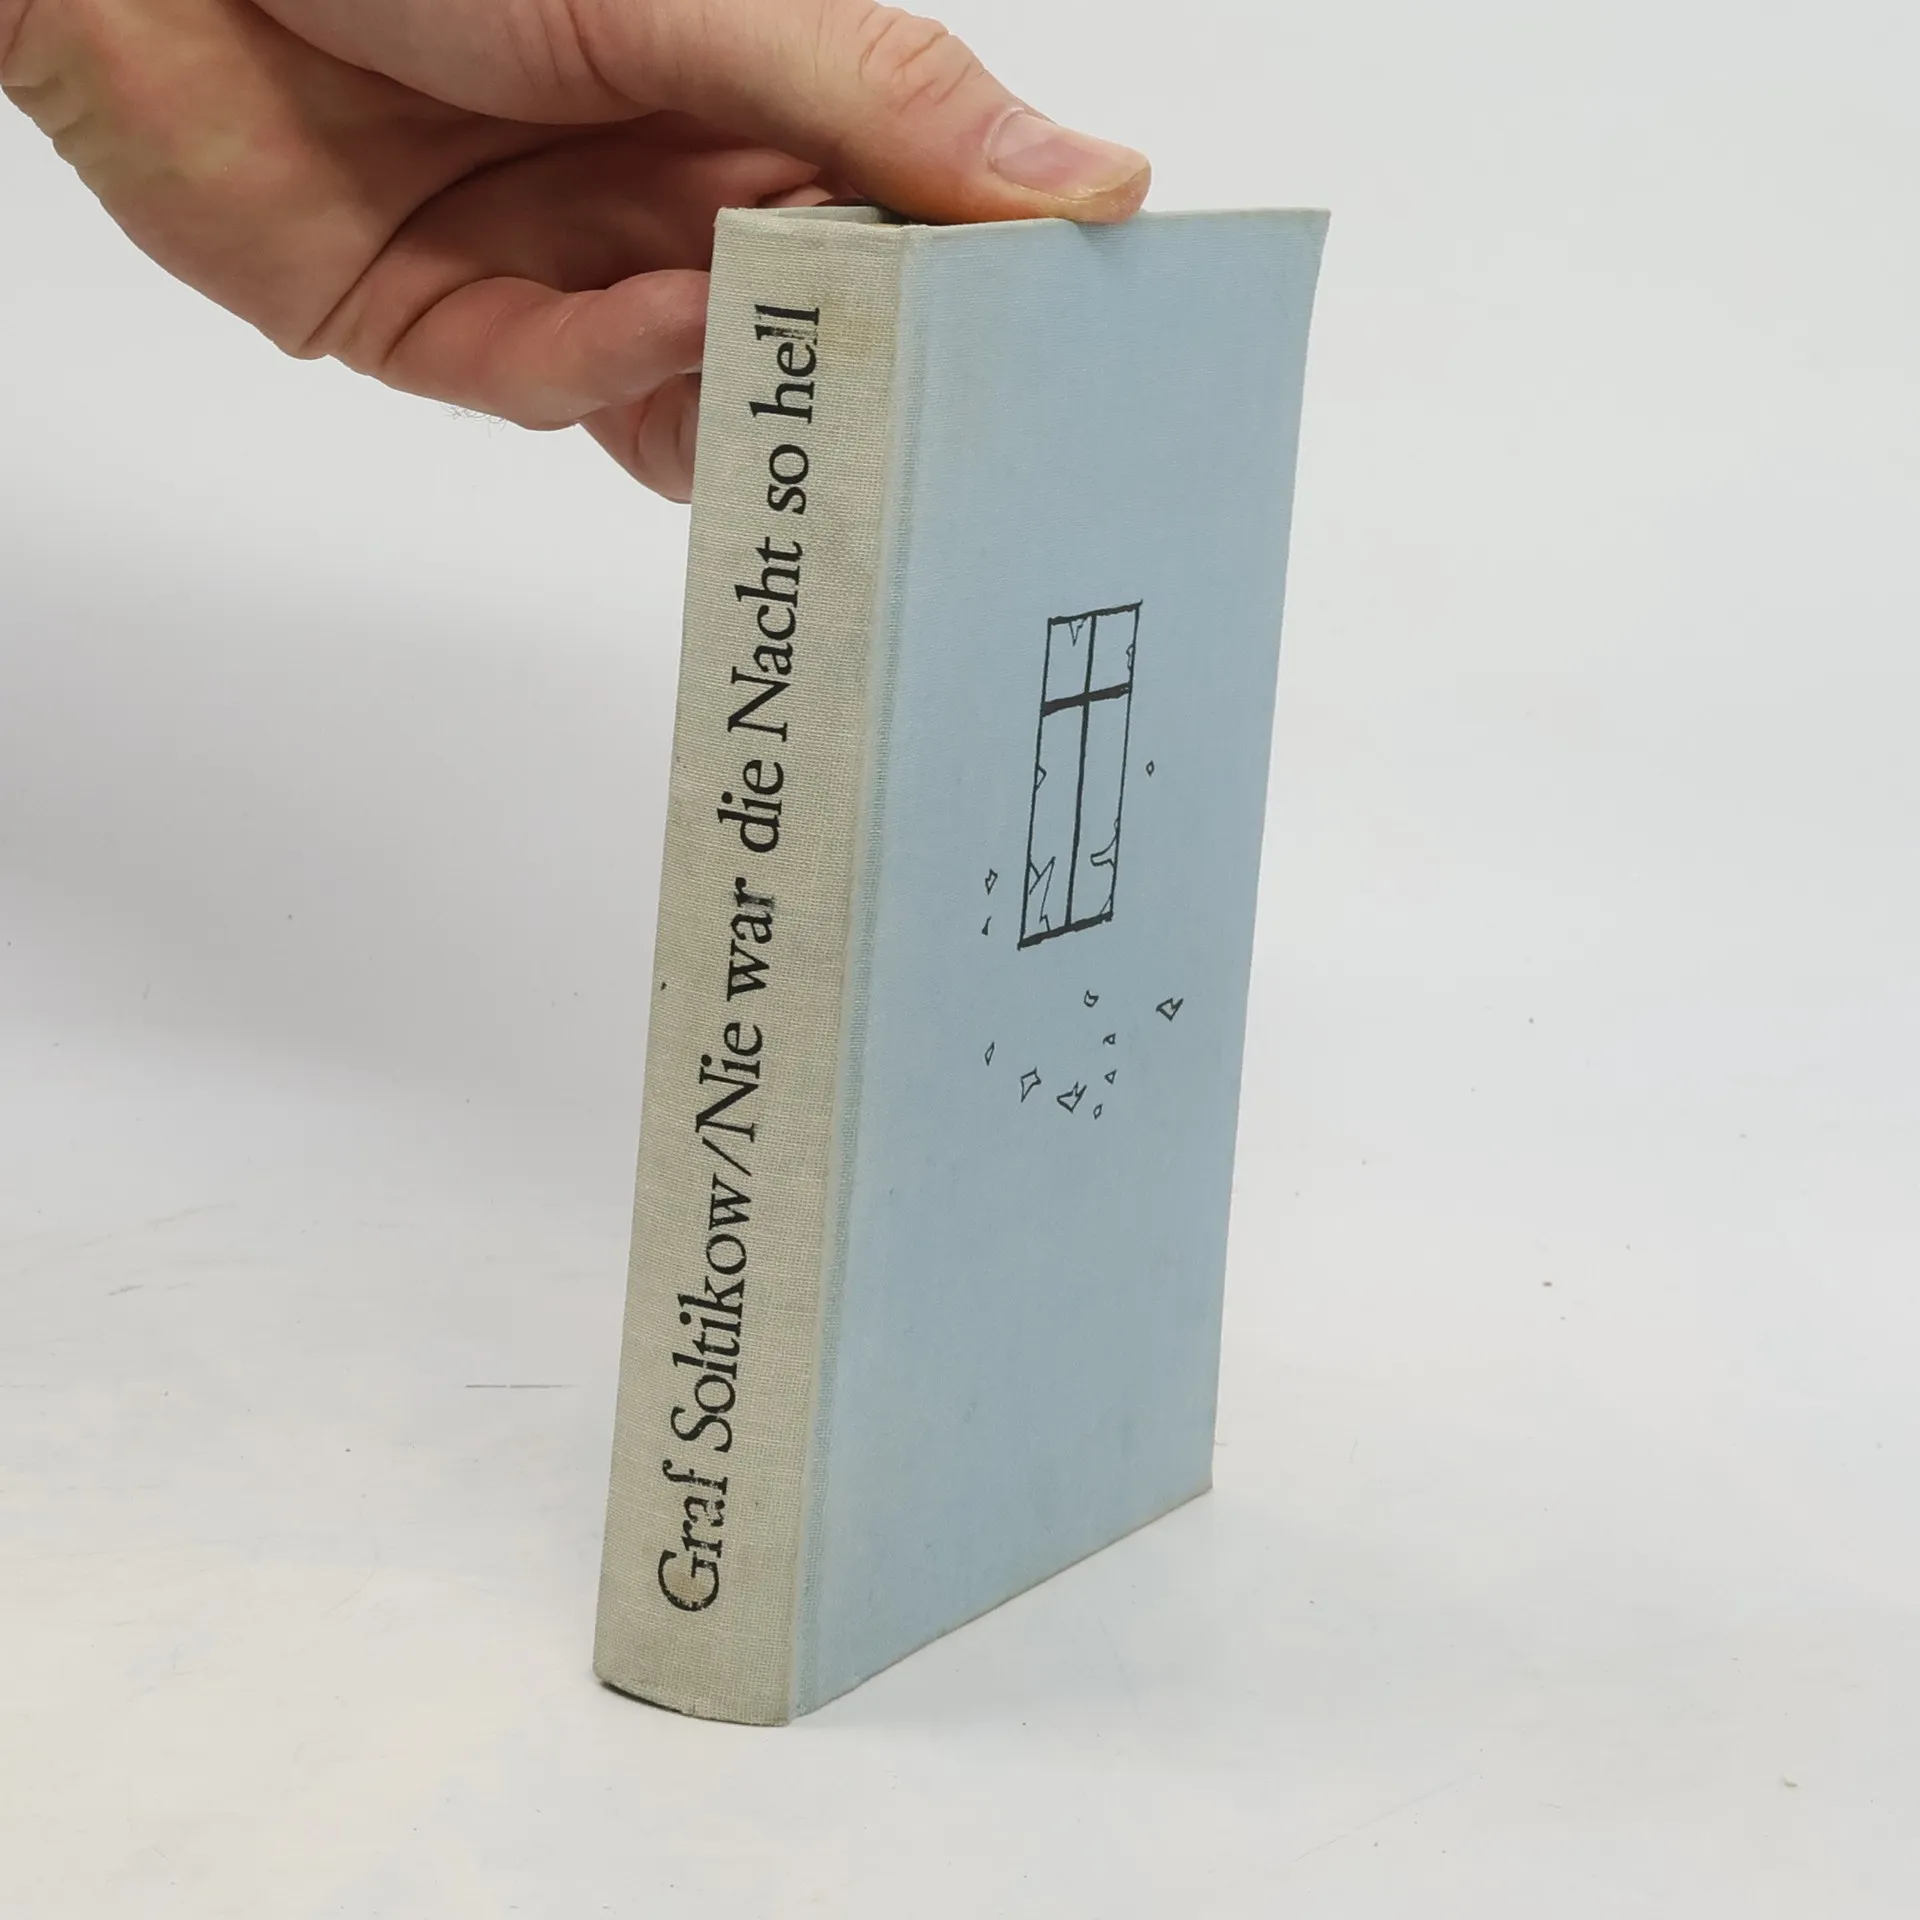 Graf Soltikow/Nie war die Nacht so hell